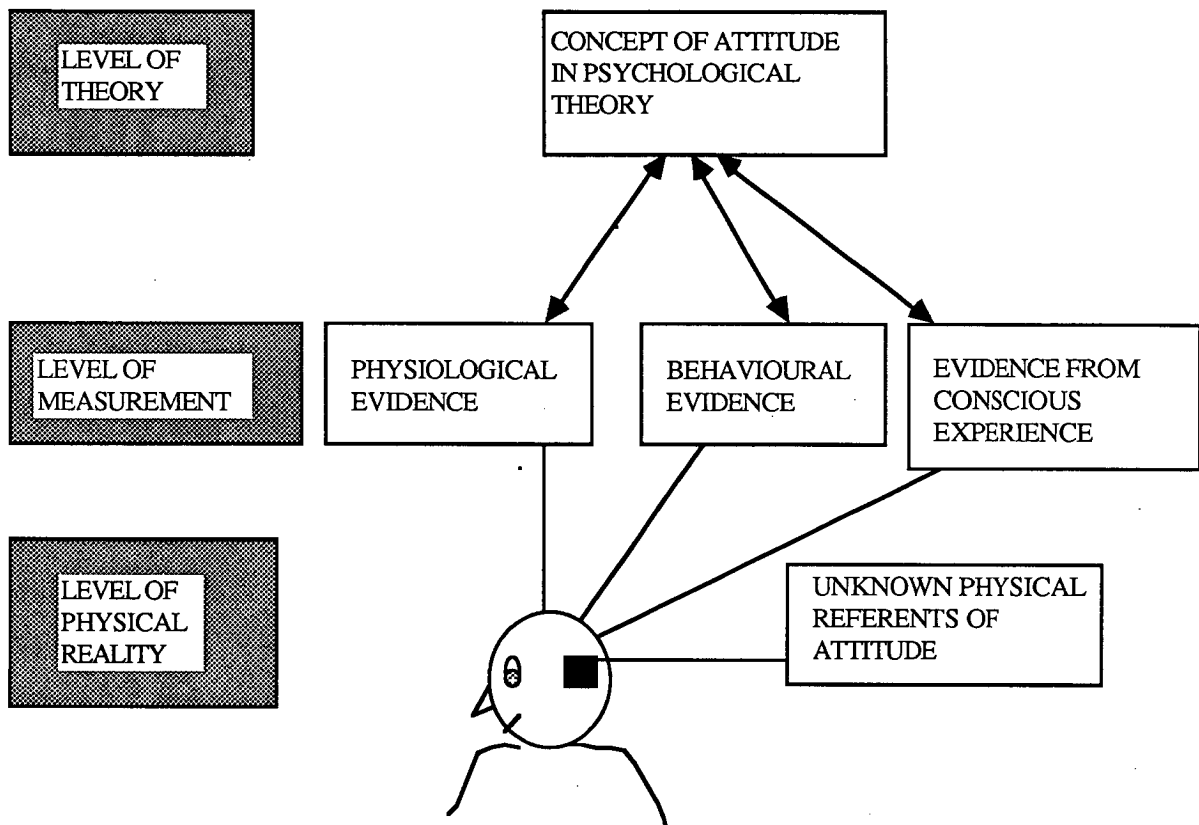 LEVEL OF
THEORY
CONCEPT OF ATTITUDE
IN PSYCHOLOGICAL
THEORY
LEVEL OF
MEASUREMENT
PHYSIOLOGICAL
EVIDENCE
BEHAVIOURAL
EVIDENCE
EVIDENCE FROM
CONSCIOUS
EXPERIENCE
LEVEL OF
PHYSICAL
REALITY
UNKNOWN PHYSICAL
REFERENTS OF
ATTITUDE